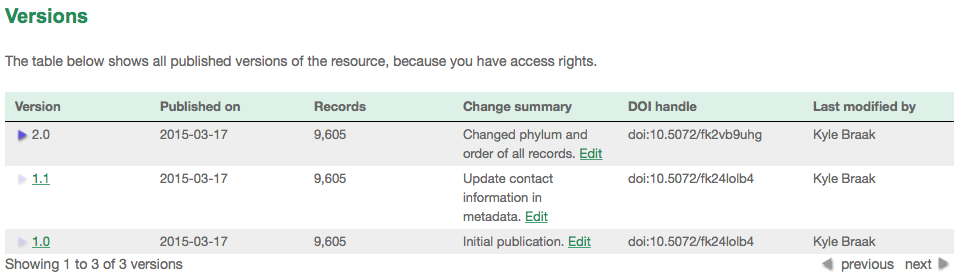 Versions
The table below shows all published versions of the resource, because you have access rights.
Version Published on Records Change summary DOI handle Last modified by
2.0 2015-03-17 9,605 Changed phylum and doi:10.5072/fk2vb9uhg Kyle Braak
order of all records. Edit
1.1 2015-03-17 9,605 Update contact doi:10.5072/fk24lolb4 Kyle Braak
information in
metadata. Edit
1.0 2015-03-17 9,605 Initial publication. Edit doi:10.5072/fk24lolb4 Kyle Braak
Showing 1 to 3 of 3 versions previous next